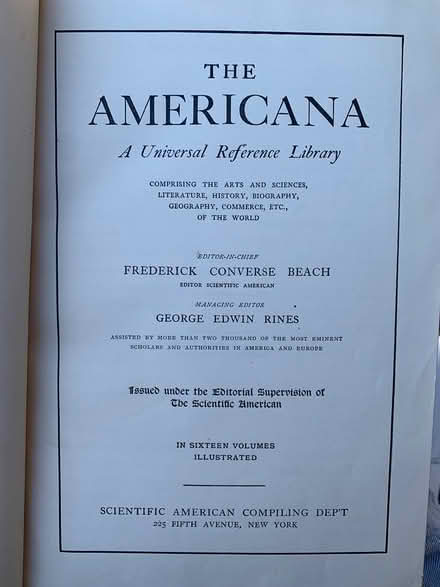 THE
AMERICANA
A Universal Reference Library
COMPRISING THE ARTS AND SCIENCES,
LITERATURE, HISTORY, BIOGRAPHY,
GEOGRAPHY, COMMERCE, ETC.,
OF THE WORLD
EDITOR-IN-CHIEF
FREDERICK CONVERSE BEACH
EDITOR SCIENTIFIC AMERICAN
MANAGING EDITOR
GEORGE EDWIN RINES
ASSISTED BY MORE THAN TWO THOUSAND OF THE MOST EMINENT
SCHOLARS AND AUTHORITIES IN AMERICA AND EUROPE
Issued under the Editorial Supervision of
The Scientific American
IN SIXTEEN VOLUMES
ILLUSTRATED
SCIENTIFIC AMERICAN COMPILING DEP'T
225 FIFTH AVENUE, NEW YORK